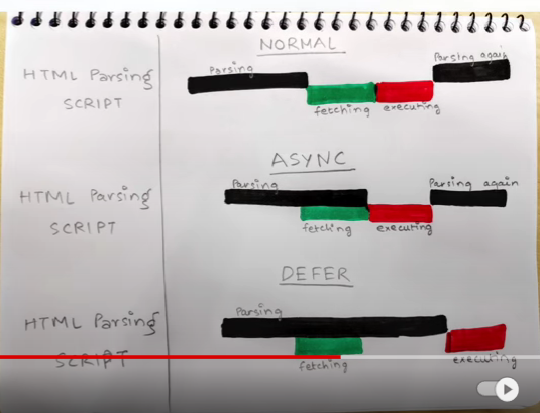 NORMAL
HTML Parsing
SCRIPT
Parsing
Parsing again
fetching
executing
ASYNC
HTML Parsing
SCRIPT
Parsing
Parsing again
fetching
executing
DEFER
HTML Parsing
SCRIPT
Parsing
fetching
executing